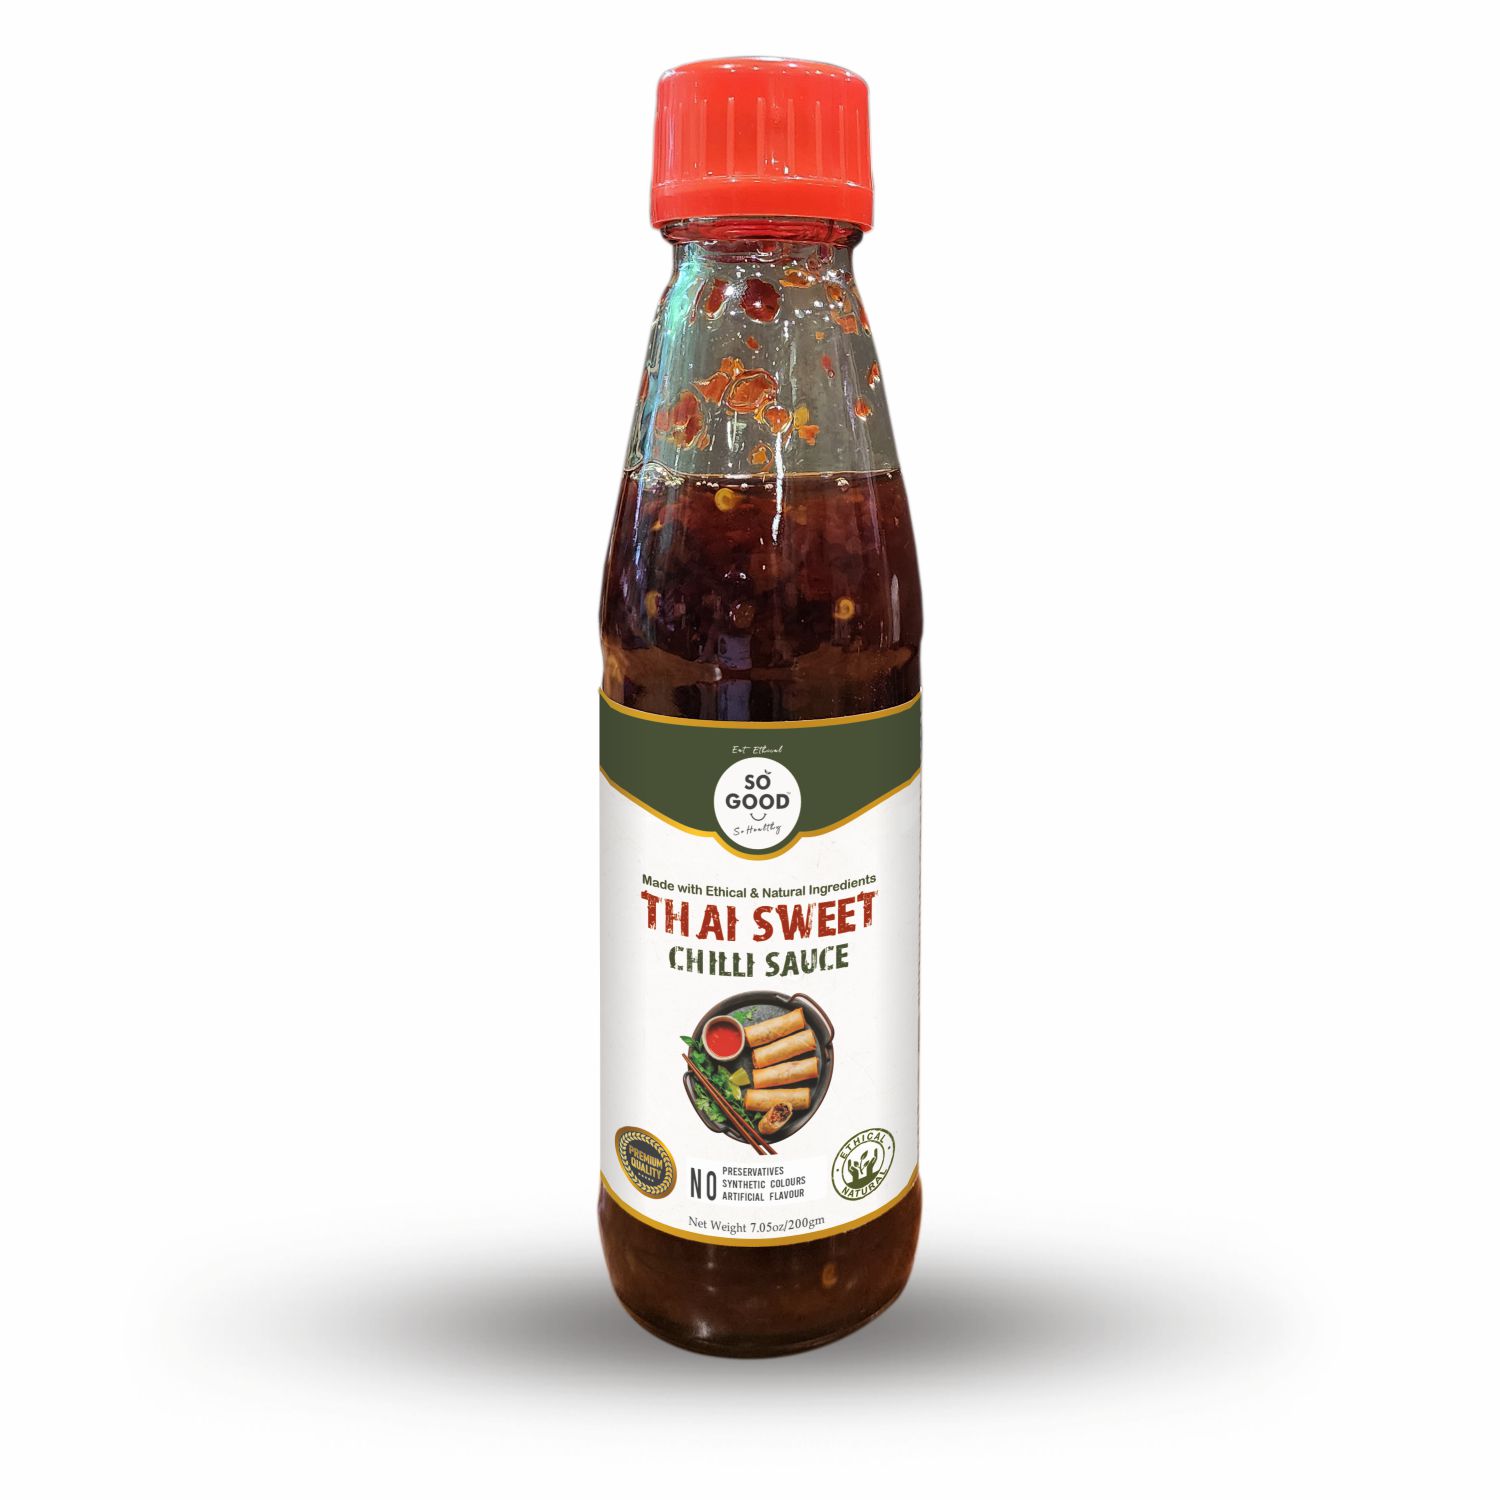 Eat Ethical
SO
GOOD
So Healthy
Made with Ethical & Natural Ingredients
THAI SWEET
CHILLI SAUCE
PREMIUM
QUALITY
NO PRESERVATIVES
SYNTHETIC COLOURS
ARTIFICIAL FLAVOUR
ETHICAL
NATURAL
Net Weight 7.05oz/200gm